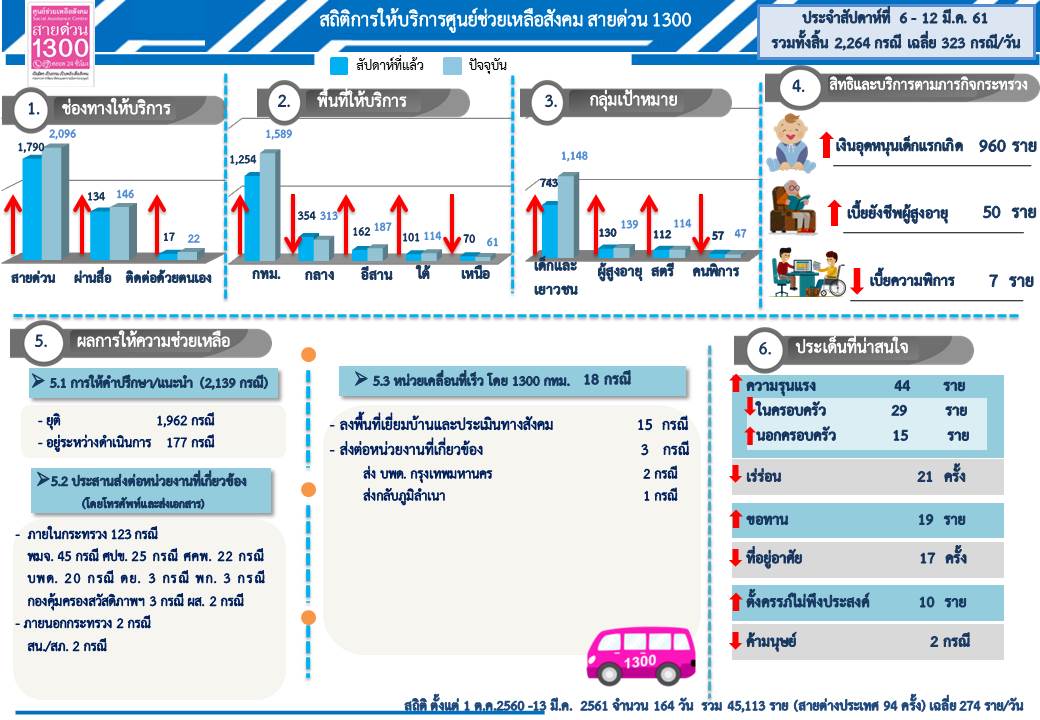 ศูนย์ช่วยเหลือสังคม
Social Assistance Center
สายด่วน
1300
ตลอด 24 ชั่วโมง
สถิติการให้บริการศูนย์ช่วยเหลือสังคม สายด่วน 1300
ประจำสัปดาห์ที่ 6 - 12 มี.ค. 61
รวมทั้งสิ้น 2,264 กรณี เฉลี่ย 323 กรณี/วัน
สัปดาห์ที่แล้ว ปัจจุบัน
1. ช่องทางให้บริการ
1,790 2,096
134 146
17 22
สายด่วน ผ่านสื่อ ติดต่อด้วยตนเอง
2. พื้นที่ให้บริการ
1,254 1,589
354 313
162 187
101 114
70 61
กทม. กลาง อีสาน ใต้ เหนือ
3. กลุ่มเป้าหมาย
743 1,148
130 139
112 114
57 47
เด็กและเยาวชน ผู้สูงอายุ สตรี คนพิการ
4. สิทธิและบริการตามภารกิจกระทรวง
เงินอุดหนุนเด็กแรกเกิด 960 ราย
เบี้ยยังชีพผู้สูงอายุ 50 ราย
เบี้ยความพิการ 7 ราย
5. ผลการให้ความช่วยเหลือ
5.1 การให้คำปรึกษา/แนะนำ (2,139 กรณี)
- ยุติ 1,962 กรณี
- อยู่ระหว่างดำเนินการ 177 กรณี
5.2 ประสานส่งต่อหน่วยงานที่เกี่ยวข้อง
(โดยโทรศัพท์และส่งเอกสาร)
- ภายในกระทรวง 123 กรณี
พมจ. 45 กรณี ศปข. 25 กรณี ศคพ. 22 กรณี
บพด. 20 กรณี ดย. 3 กรณี พก. 3 กรณี
กองคุ้มครองสวัสดิภาพฯ 3 กรณี ผส. 2 กรณี
- ภายนอกกระทรวง 2 กรณี
สน./สภ. 2 กรณี
5.3 หน่วยเคลื่อนที่เร็ว โดย 1300 กทม. 18 กรณี
- ลงพื้นที่เยี่ยมบ้านและประเมินทางสังคม 15 กรณี
- ส่งต่อหน่วยงานที่เกี่ยวข้อง 3 กรณี
ส่ง บพด. กรุงเทพมหานคร 2 กรณี
ส่งกลับภูมิลำเนา 1 กรณี
1300
6. ประเด็นที่น่าสนใจ
ความรุนแรง 44 ราย
ในครอบครัว 29 ราย
นอกครอบครัว 15 ราย
เร่ร่อน 21 ครั้ง
ขอทาน 19 ราย
ที่อยู่อาศัย 17 ครั้ง
ตั้งครรภ์ไม่พึงประสงค์ 10 ราย
ค้ามนุษย์ 2 กรณี
สถิติ ตั้งแต่ 1 ต.ค.2560 -13 มี.ค. 2561 จำนวน 164 วัน รวม 45,113 ราย (สายต่างประเทศ 94 ครั้ง) เฉลี่ย 274 ราย/วัน